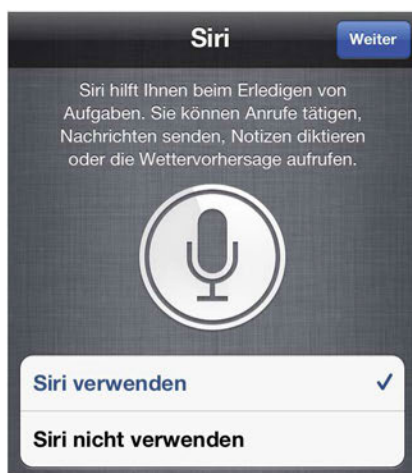 Siri
Weiter
Siri hilft Ihnen beim Erledigen von
Aufgaben. Sie können Anrufe tätigen,
Nachrichten senden, Notizen diktieren
oder die Wettervorhersage aufrufen.
Siri verwenden
Siri nicht verwenden